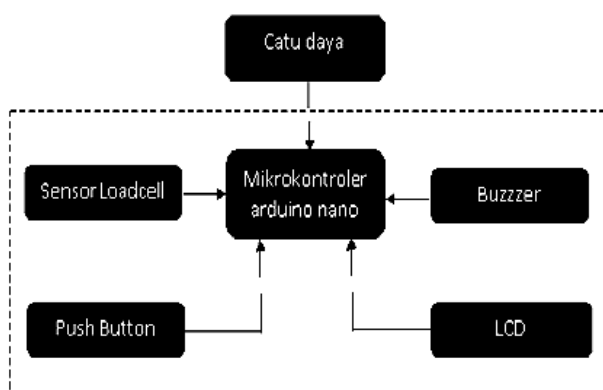 Catu daya
Sensor Loadcell
Mikrokontroler
arduino nano
Buzzzer
Push Button
LCD